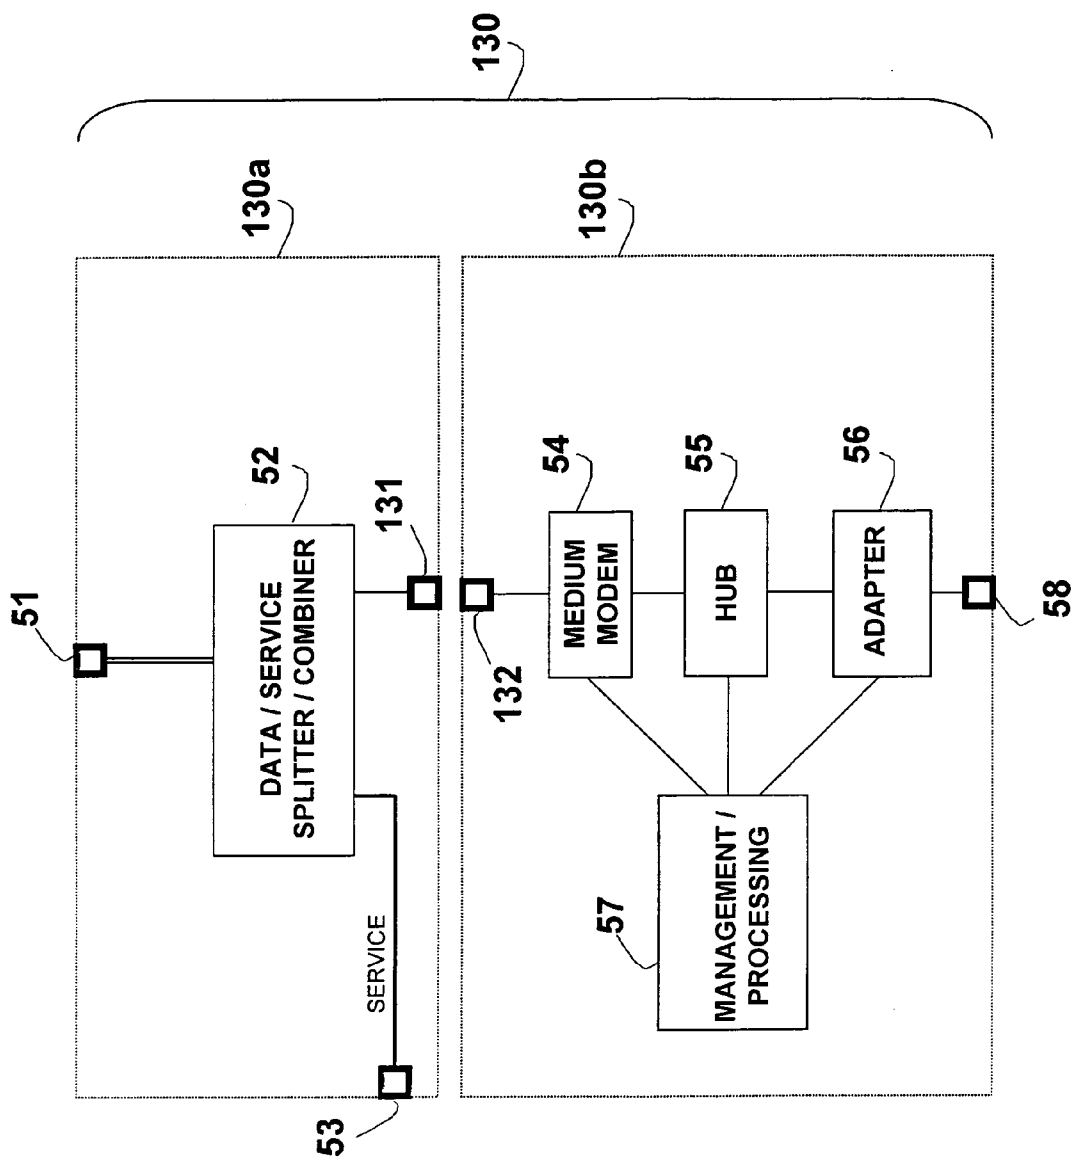 130
130a
130b
51
52
DATA / SERVICE
SPLITTER / COMBINER
131
SERVICE
53
132
54
MEDIUM
MODEM
55
HUB
56
ADAPTER
57
MANAGEMENT /
PROCESSING
58